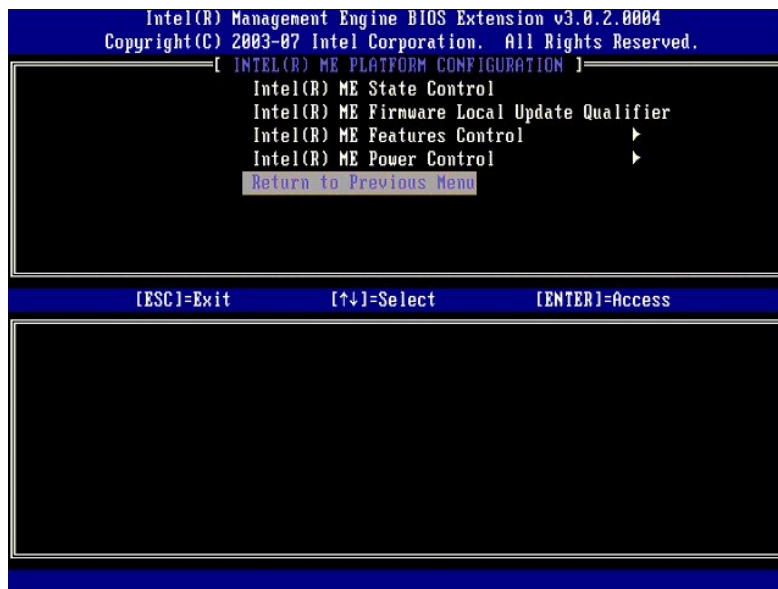 Intel(R) Management Engine BIOS Extension v3.0.2.0004
Copyright(C) 2003-07 Intel Corporation. All Rights Reserved.
[ INTEL(R) ME PLATFORM CONFIGURATION ]
Intel(R) ME State Control
Intel(R) ME Firmware Local Update Qualifier
Intel(R) ME Features Control ►
Intel(R) ME Power Control ►
Return to Previous Menu
[ESC]=Exit [↑↓]=Select [ENTER]=Access